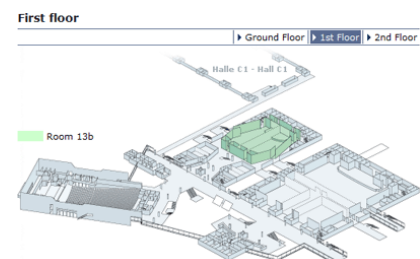 First floor
Ground Floor 1st Floor 2nd Floor
Halle C1 - Hall C1
Room 13b